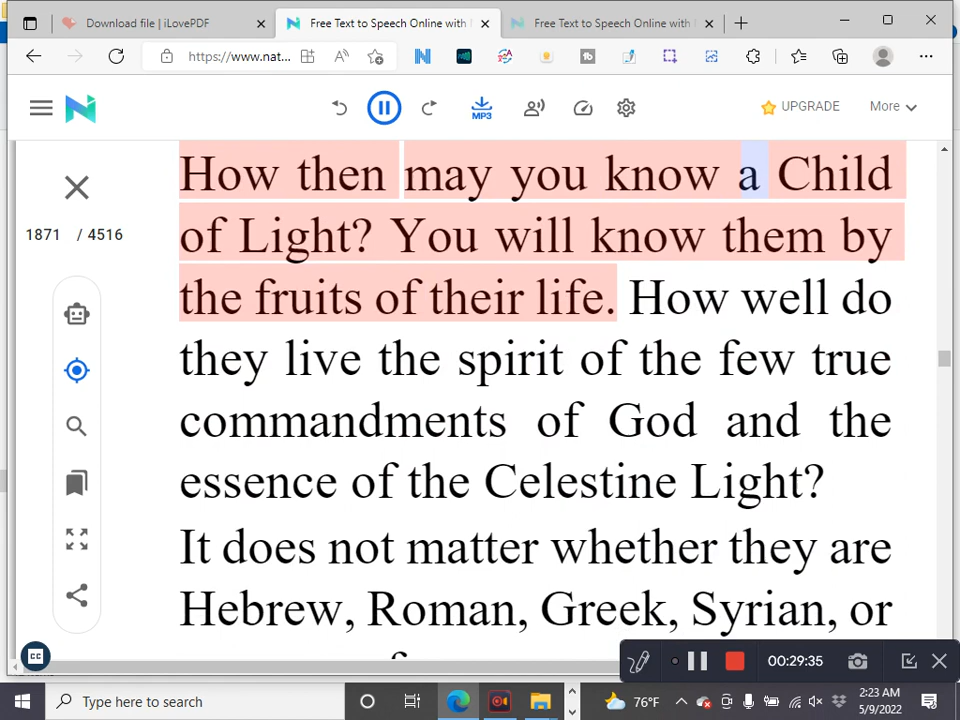 Download file | iLovePDF
Free Text to Speech Online with
Free Text to Speech Online with
https://www.nat...
MP3
UPGRADE
More
1871 / 4516
How then may you know a Child
of Light? You will know them by
the fruits of their life. How well do
they live the spirit of the few true
commandments of God and the
essence of the Celestine Light?
It does not matter whether they are
Hebrew, Roman, Greek, Syrian, or
CC
00:29:35
Type here to search
76°F
2:23 AM
5/9/2022